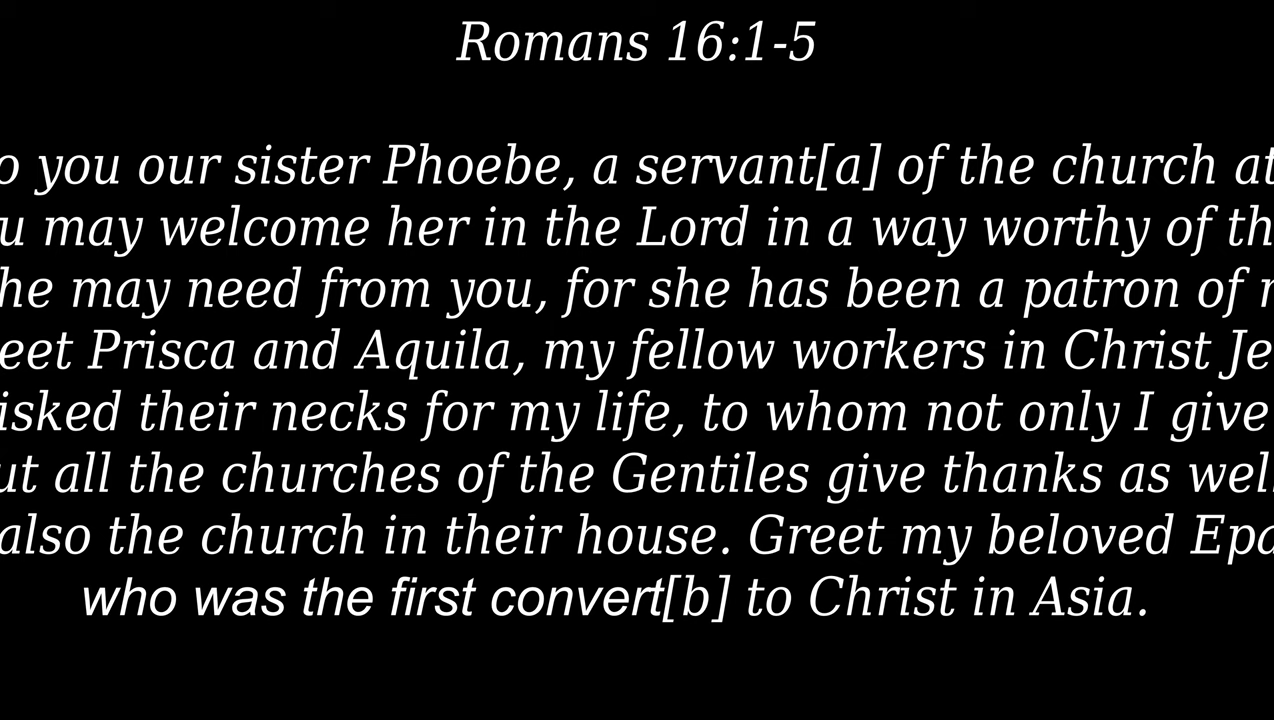 Romans 16:1-5
o you our sister Phoebe, a servant[a] of the church at
u may welcome her in the Lord in a way worthy of th
he may need from you, for she has been a patron of
eet Prisca and Aquila, my fellow workers in Christ Je
isked their necks for my life, to whom not only I give
ut all the churches of the Gentiles give thanks as well
also the church in their house. Greet my beloved Epa
who was the first convert[b] to Christ in Asia.